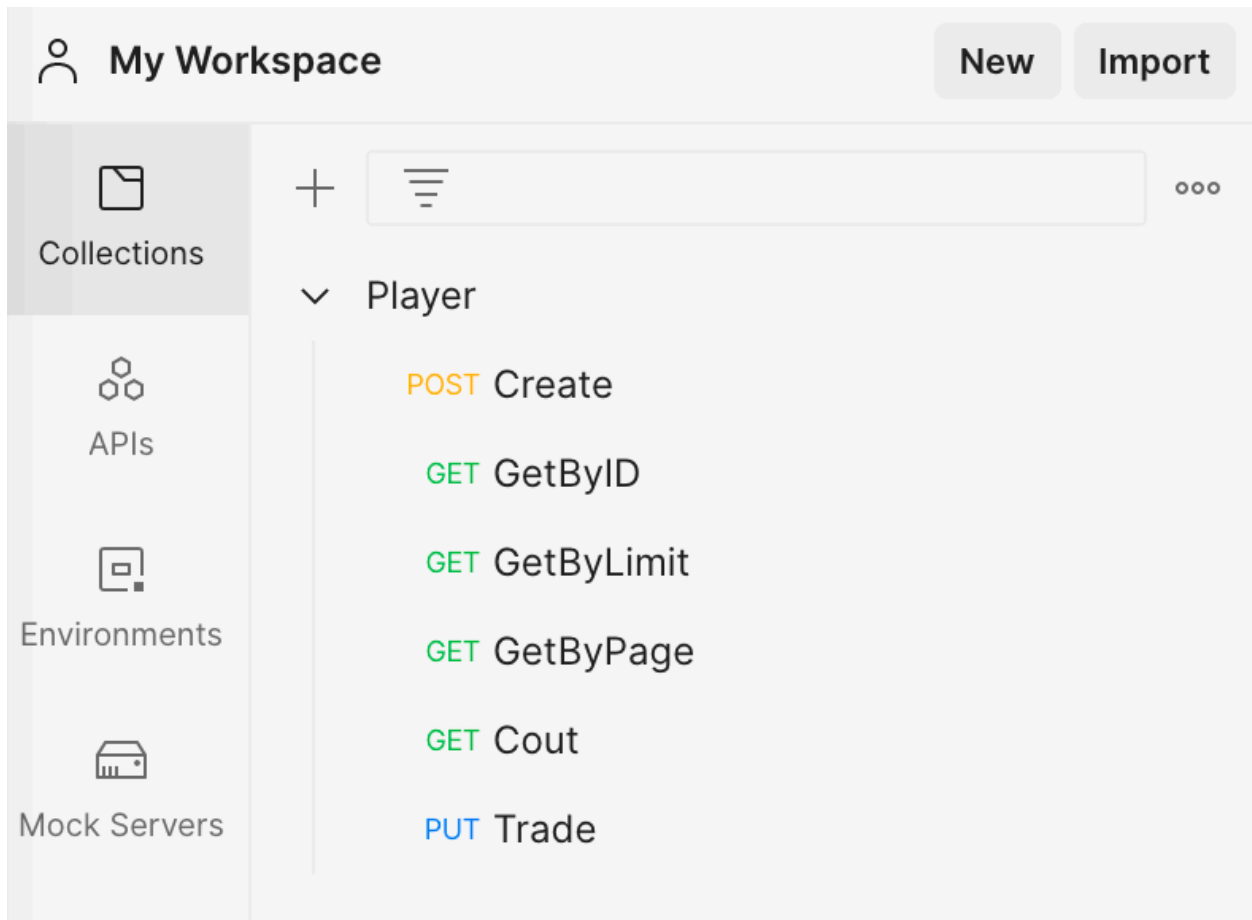 My Workspace
New
Import
Collections
APIs
Environments
Mock Servers
Player
POST Create
GET GetByID
GET GetByLimit
GET GetByPage
GET Cout
PUT Trade